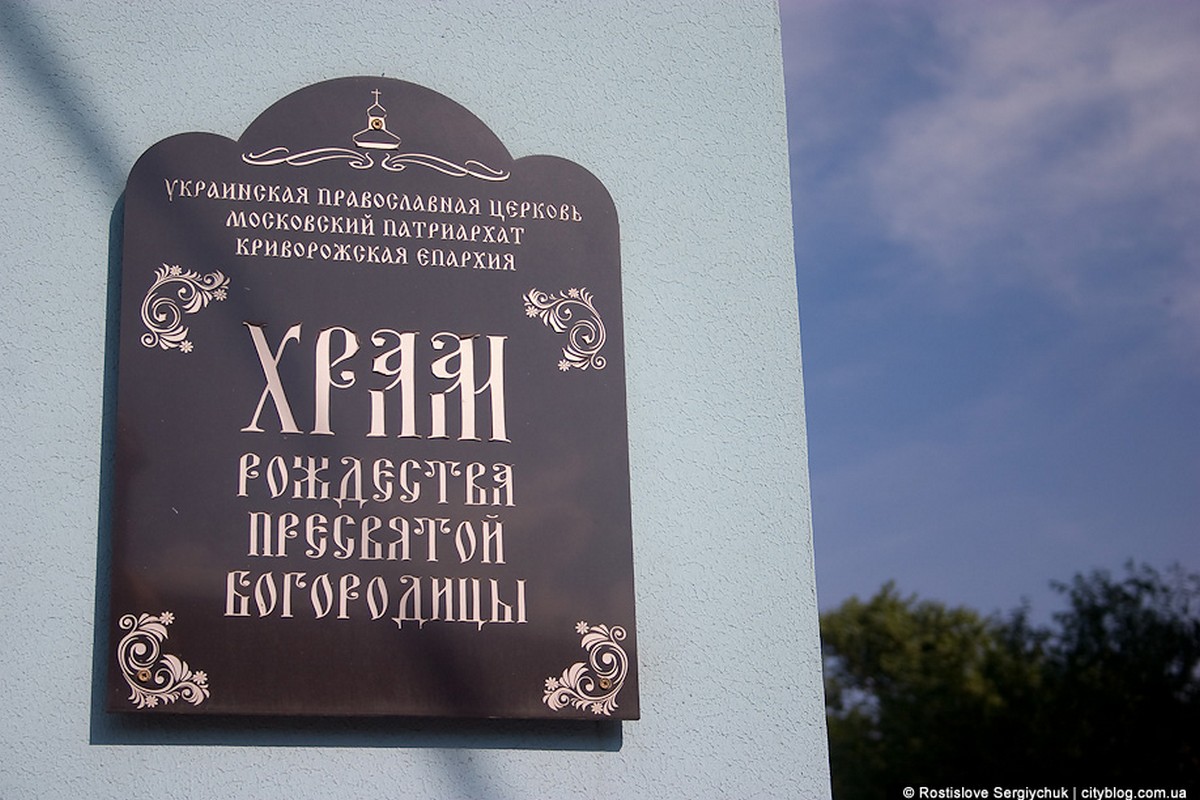 УКРАИНСКАЯ ПРАВОСЛАВНАЯ ЦЕРКОВЬ
МОСКОВСКИЙ ПАТРИАРХАТ
КРИВОРОЖСКАЯ ЕПАРХИЯ
ХРАМ
РОЖДЕСТВА
ПРЕСВЯТОЙ
БОГОРОДИЦЫ
© Rostislove Sergiychuk | cityblog.com.ua